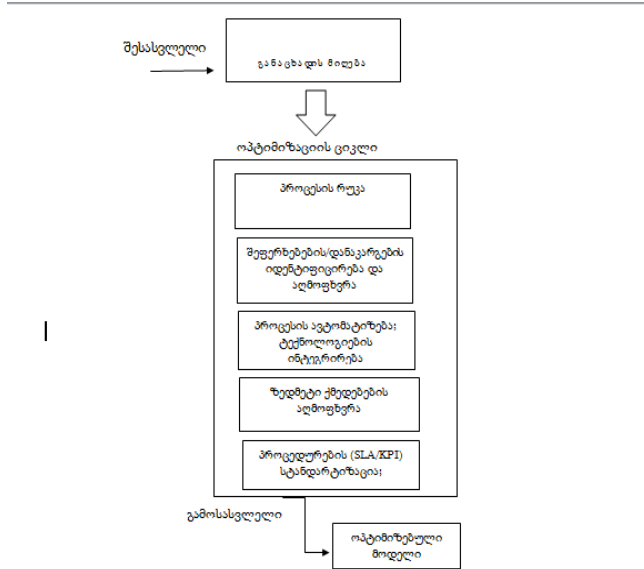 შესასვლელი
განაცხადის მიღება
ოპტიმიზაციის ციკლი
პროცესის რუკა
შეფერხებების/დანაკარგების
იდენტიფიცირება და
აღმოფხვრა
პროცესის ავტომატიზება;
ტექნოლოგიების
ინტეგრირება
ზედმეტი ქმედებების
აღმოფხვრა
პროცედურების (SLA/KPI)
სტანდარტიზაცია;
გამოსასვლელი
ოპტიმიზებული
მოდელი